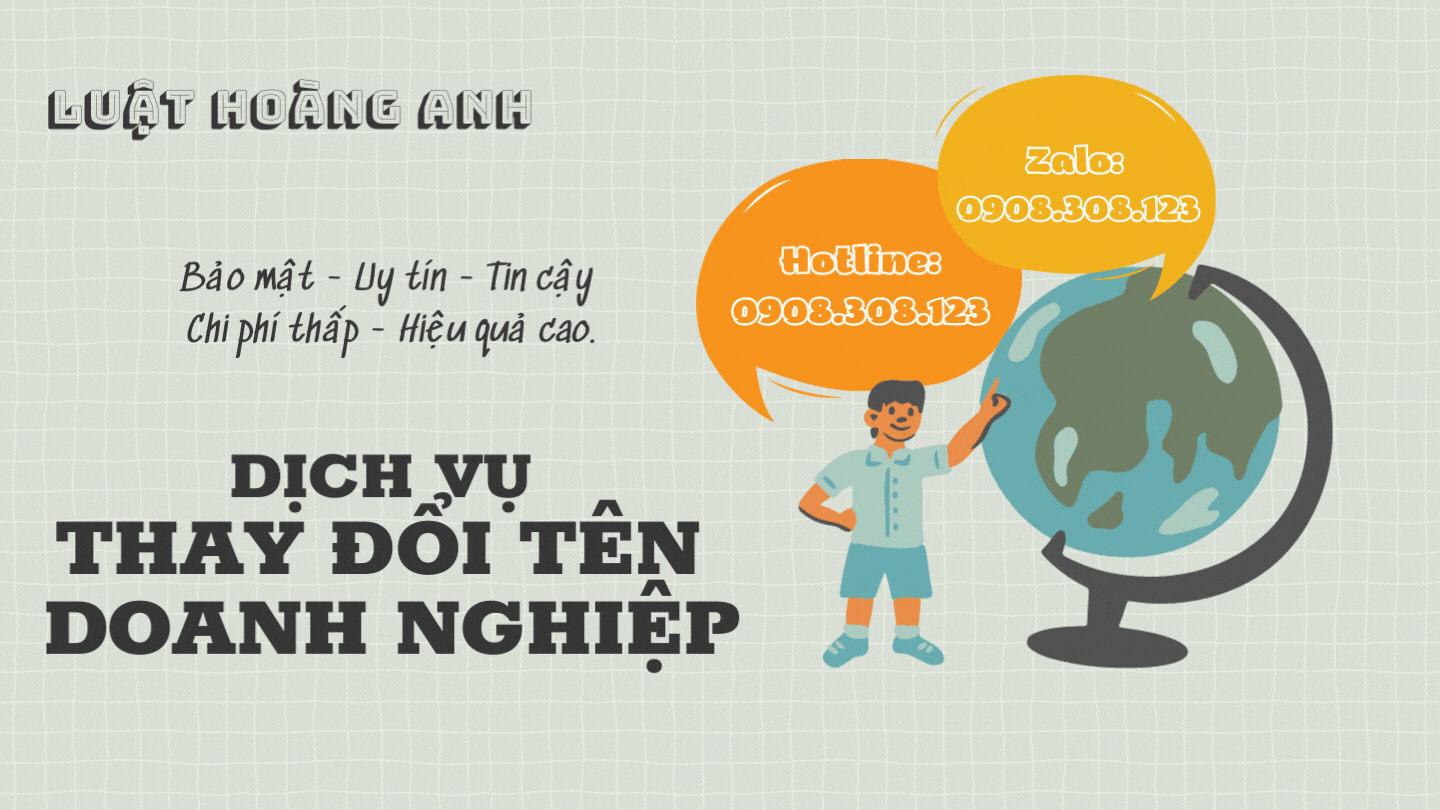 LUẬT HOÀNG ANH
Bảo mật - Uy tín - Tin cậy
Chi phí thấp - Hiệu quả cao.
DỊCH VỤ
THAY ĐỔI TÊN
DOANH NGHIỆP
Hotline:
0908.308.123
Zalo:
0908.308.123